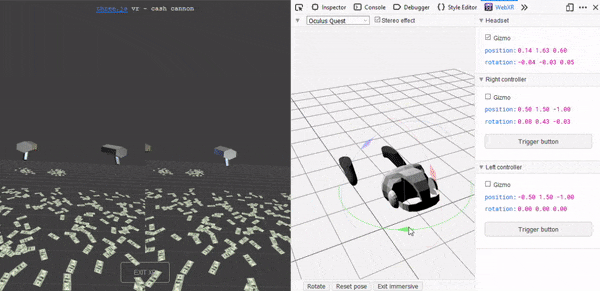 three.js vr - cash cannon
EXIT XR
Inspector
Console
Debugger
Style Editor
WebXR
Oculus Quest
Stereo effect
Headset
Gizmo
position: 0.14 1.63 0.60
rotation: -0.04 -0.03 0.05
Right controller
Gizmo
position: 0.50 1.50 -1.00
rotation: 0.08 0.43 -0.03
Trigger button
Left controller
Gizmo
position: -0.50 1.50 -1.00
rotation: 0.00 0.00 0.00
Trigger button
Rotate
Reset pose
Exit immersive